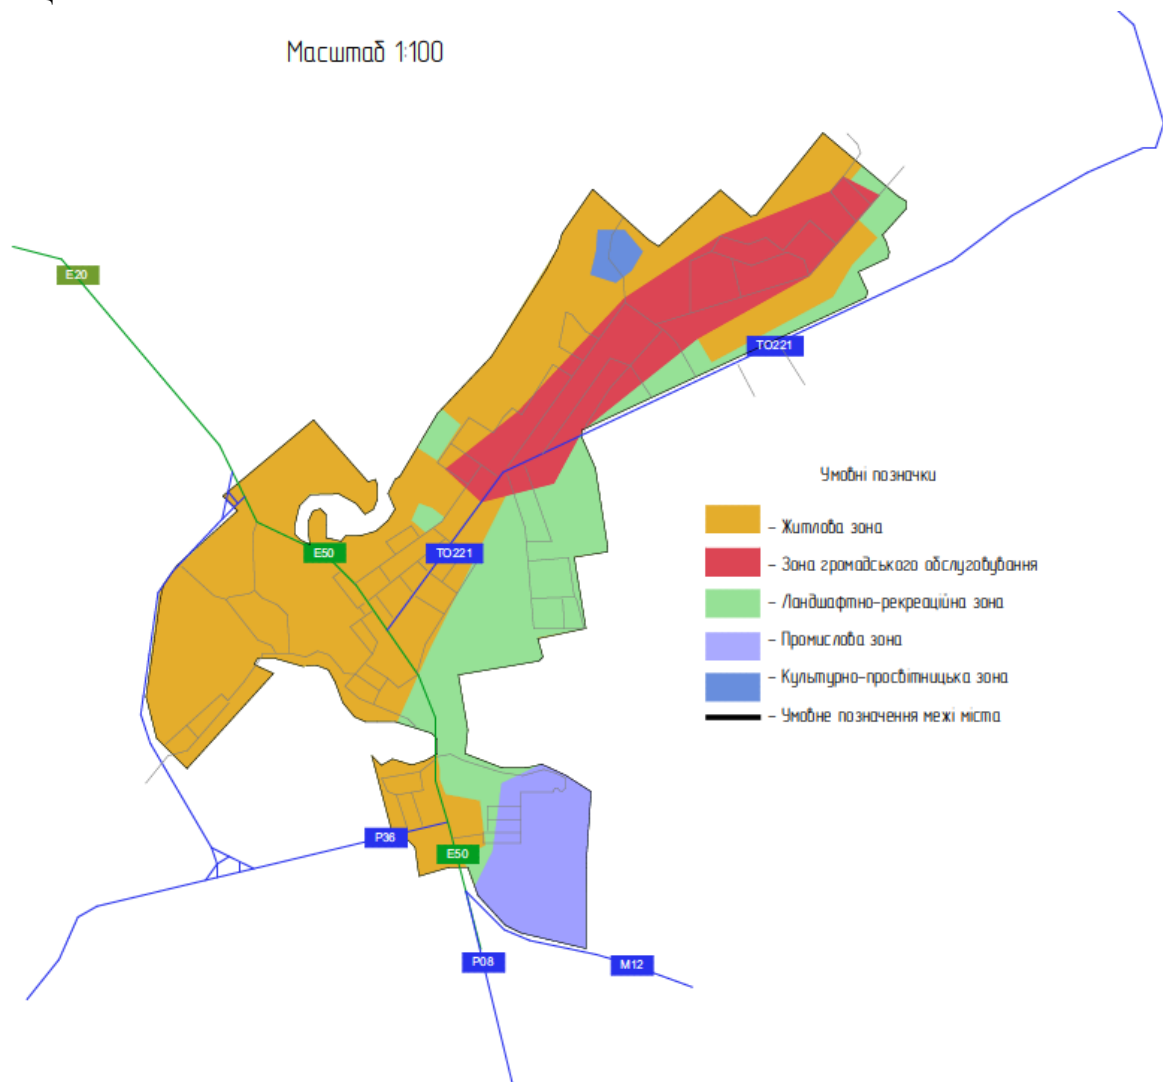 Масштаб 1:100
E20
TO221
Умовні позначки
– Житлова зона
E50
TO221
– Зона громадського обслуговування
– Ландшафтно-рекреаційна зона
– Промислова зона
– Культурно-просвітницька зона
– Умовне позначення межі міста
P36
E50
P08
M12